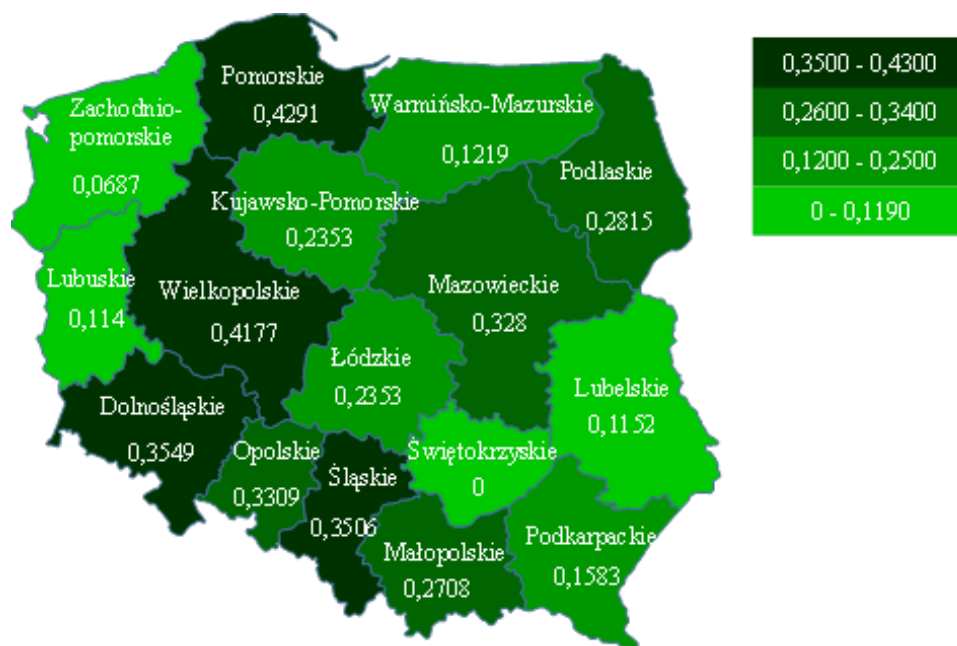 Pomorskie
0,4291
Zachodnio-
pomorskie
0,0687
Warmińsko-Mazurskie
0,1219
Podlaskie
0,2815
Kujawsko-Pomorskie
0,2353
Lubuskie
0,114
Wielkopolskie
0,4177
Mazowieckie
0,328
Łódzkie
0,2353
Lubelskie
0,1152
Dolnośląskie
0,3549
Opolskie
0,3309
Śląskie
0,3506
Świętokrzyskie
0
Małopolskie
0,2708
Podkarpackie
0,1583
0,3500 - 0,4300
0,2600 - 0,3400
0,1200 - 0,2500
0 - 0,1190